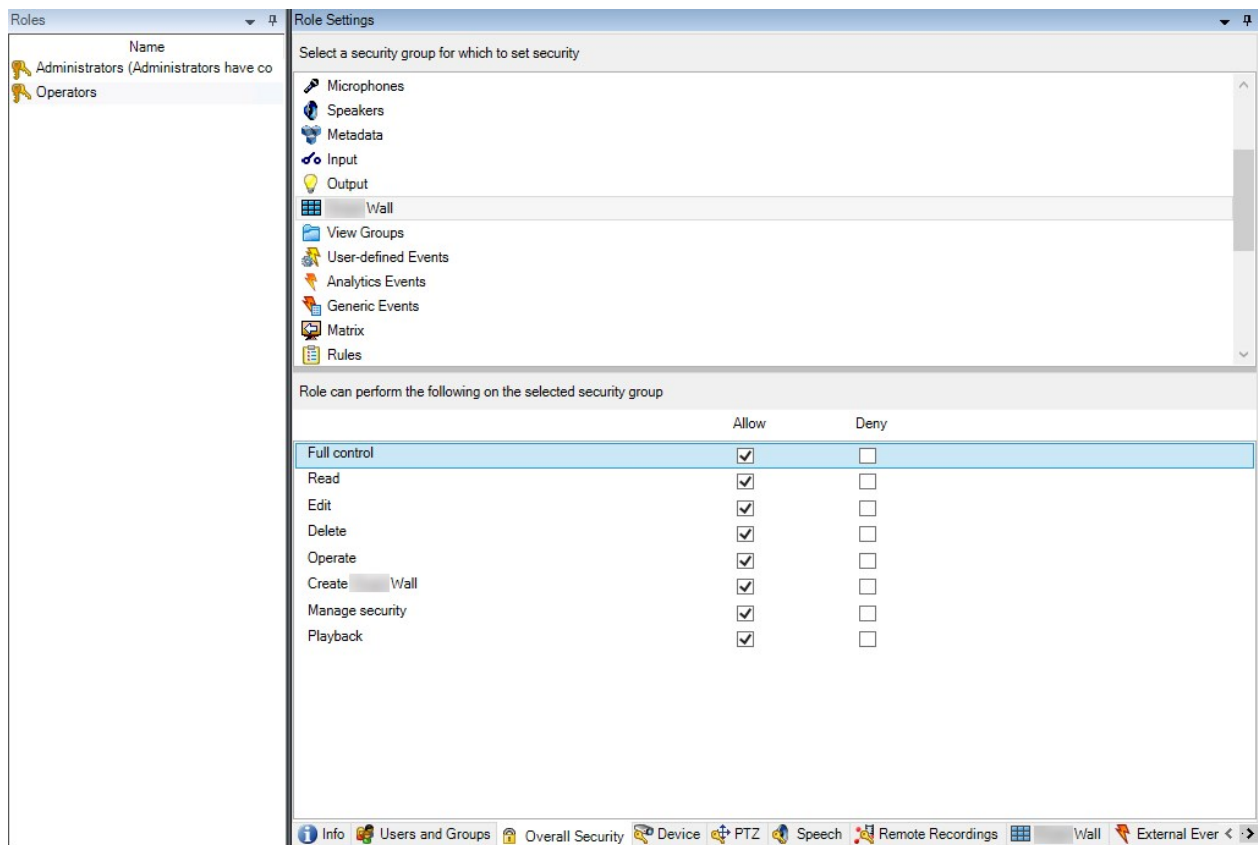 Roles
Name
Administrators (Administrators have co
Operators
Role Settings
Select a security group for which to set security
Microphones
Speakers
Metadata
Input
Output
Wall
View Groups
User-defined Events
Analytics Events
Generic Events
Matrix
Rules
Role can perform the following on the selected security group
Allow Deny
Full control
Read
Edit
Delete
Operate
Create Wall
Manage security
Playback
Info Users and Groups Overall Security Device PTZ Speech Remote Recordings Wall External Ever